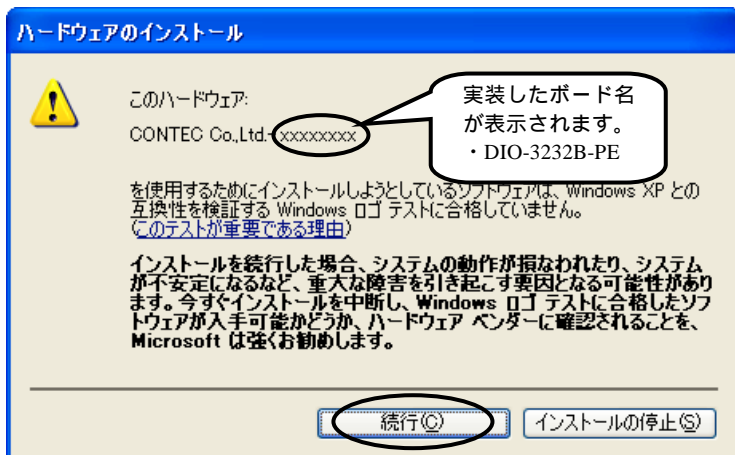 ハードウェアのインストール
このハードウェア:
CONTEC Co.,Ltd.-xxxxxxxx
実装したボード名
が表示されます。
・DIO-3232B-PE
を使用するためにインストールしようとしているソフトウェアは、Windows XP との
互換性を検証する Windows ロゴ テストに合格していません。
(このテストが重要である理由)
インストールを続行した場合、システムの動作が損なわれたり、システム
が不安定になるなど、重大な障害を引き起こす要因となる可能性があり
ます。今すぐインストールを中断し、Windows ロゴ テストに合格したソフ
トウェアが入手可能かどうか、ハードウェア ベンダーに確認されることを、
Microsoft は強くお勧めします。
続行(C)
インストールの停止(S)